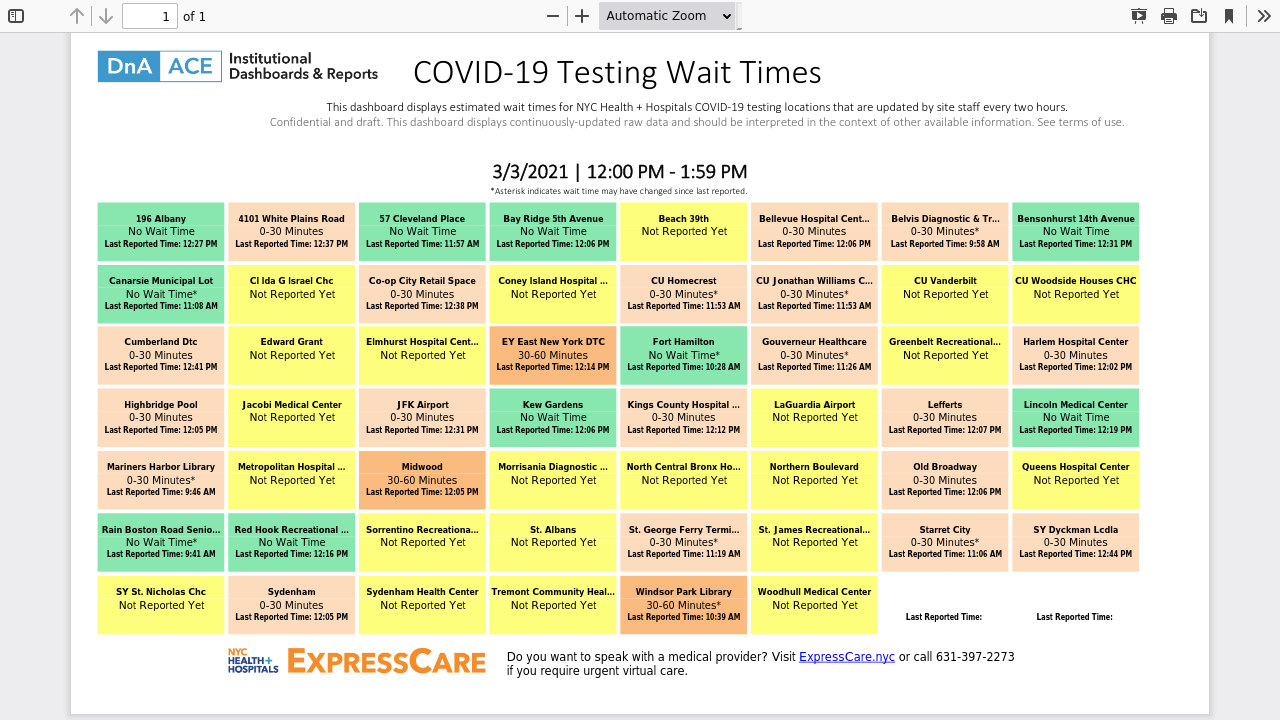 1 of 1 Automatic Zoom
DnA ACE Institutional
Dashboards & Reports
COVID-19 Testing Wait Times
This dashboard displays estimated wait times for NYC Health + Hospitals COVID-19 testing locations that are updated by site staff every two hours.
Confidential and draft. This dashboard displays continuously-updated raw data and should be interpreted in the context of other available information. See terms of use.
3/3/2021 | 12:00 PM - 1:59 PM
*Asterisk indicates wait time may have changed since last reported.
196 Albany
No Wait Time
Last Reported Time: 12:27 PM
4101 White Plains Road
0-30 Minutes
Last Reported Time: 12:37 PM
57 Cleveland Place
No Wait Time
Last Reported Time: 11:57 AM
Bay Ridge 5th Avenue
No Wait Time
Last Reported Time: 12:06 PM
Beach 39th
Not Reported Yet
Bellevue Hospital Cent...
0-30 Minutes
Last Reported Time: 12:06 PM
Belvis Diagnostic & Tr...
0-30 Minutes*
Last Reported Time: 9:58 AM
Bensonhurst 14th Avenue
No Wait Time
Last Reported Time: 12:31 PM
Canarsie Municipal Lot
No Wait Time*
Last Reported Time: 11:08 AM
Cl Ida G Israel Chc
Not Reported Yet
Co-op City Retail Space
0-30 Minutes
Last Reported Time: 12:38 PM
Coney Island Hospital ...
Not Reported Yet
CU Homecrest
0-30 Minutes*
Last Reported Time: 11:53 AM
CU Jonathan Williams C...
0-30 Minutes*
Last Reported Time: 11:53 AM
CU Vanderbilt
Not Reported Yet
CU Woodside Houses CHC
Not Reported Yet
Cumberland Dtc
0-30 Minutes
Last Reported Time: 12:41 PM
Edward Grant
Not Reported Yet
Elmhurst Hospital Cent...
Not Reported Yet
EY East New York DTC
30-60 Minutes
Last Reported Time: 12:14 PM
Fort Hamilton
No Wait Time*
Last Reported Time: 10:28 AM
Gouverneur Healthcare
0-30 Minutes*
Last Reported Time: 11:26 AM
Greenbelt Recreational...
Not Reported Yet
Harlem Hospital Center
0-30 Minutes
Last Reported Time: 12:02 PM
Highbridge Pool
0-30 Minutes
Last Reported Time: 12:05 PM
Jacobi Medical Center
Not Reported Yet
JFK Airport
0-30 Minutes
Last Reported Time: 12:31 PM
Kew Gardens
No Wait Time
Last Reported Time: 12:06 PM
Kings County Hospital ...
0-30 Minutes
Last Reported Time: 12:12 PM
LaGuardia Airport
Not Reported Yet
Lefferts
0-30 Minutes
Last Reported Time: 12:07 PM
Lincoln Medical Center
No Wait Time
Last Reported Time: 12:19 PM
Mariners Harbor Library
0-30 Minutes*
Last Reported Time: 9:46 AM
Metropolitan Hospital ...
Not Reported Yet
Midwood
30-60 Minutes
Last Reported Time: 12:05 PM
Morrisania Diagnostic ...
Not Reported Yet
North Central Bronx Ho...
Not Reported Yet
Northern Boulevard
Not Reported Yet
Old Broadway
0-30 Minutes
Last Reported Time: 12:06 PM
Queens Hospital Center
Not Reported Yet
Rain Boston Road Senio...
No Wait Time*
Last Reported Time: 9:41 AM
Red Hook Recreational ...
No Wait Time
Last Reported Time: 12:16 PM
Sorrentino Recreationa...
Not Reported Yet
St. Albans
Not Reported Yet
St. George Ferry Termi...
0-30 Minutes*
Last Reported Time: 11:19 AM
St. James Recreational...
Not Reported Yet
Starret City
0-30 Minutes*
Last Reported Time: 11:06 AM
SY Dyckman Lcdla
0-30 Minutes
Last Reported Time: 12:44 PM
SY St. Nicholas Chc
Not Reported Yet
Sydenham
0-30 Minutes
Last Reported Time: 12:05 PM
Sydenham Health Center
Not Reported Yet
Tremont Community Heal...
Not Reported Yet
Windsor Park Library
30-60 Minutes*
Last Reported Time: 10:39 AM
Woodhull Medical Center
Not Reported Yet
Last Reported Time:
Last Reported Time:
NYC
HEALTH+
HOSPITALS
EXPRESSCARE
Do you want to speak with a medical provider? Visit ExpressCare.nyc or call 631-397-2273
if you require urgent virtual care.